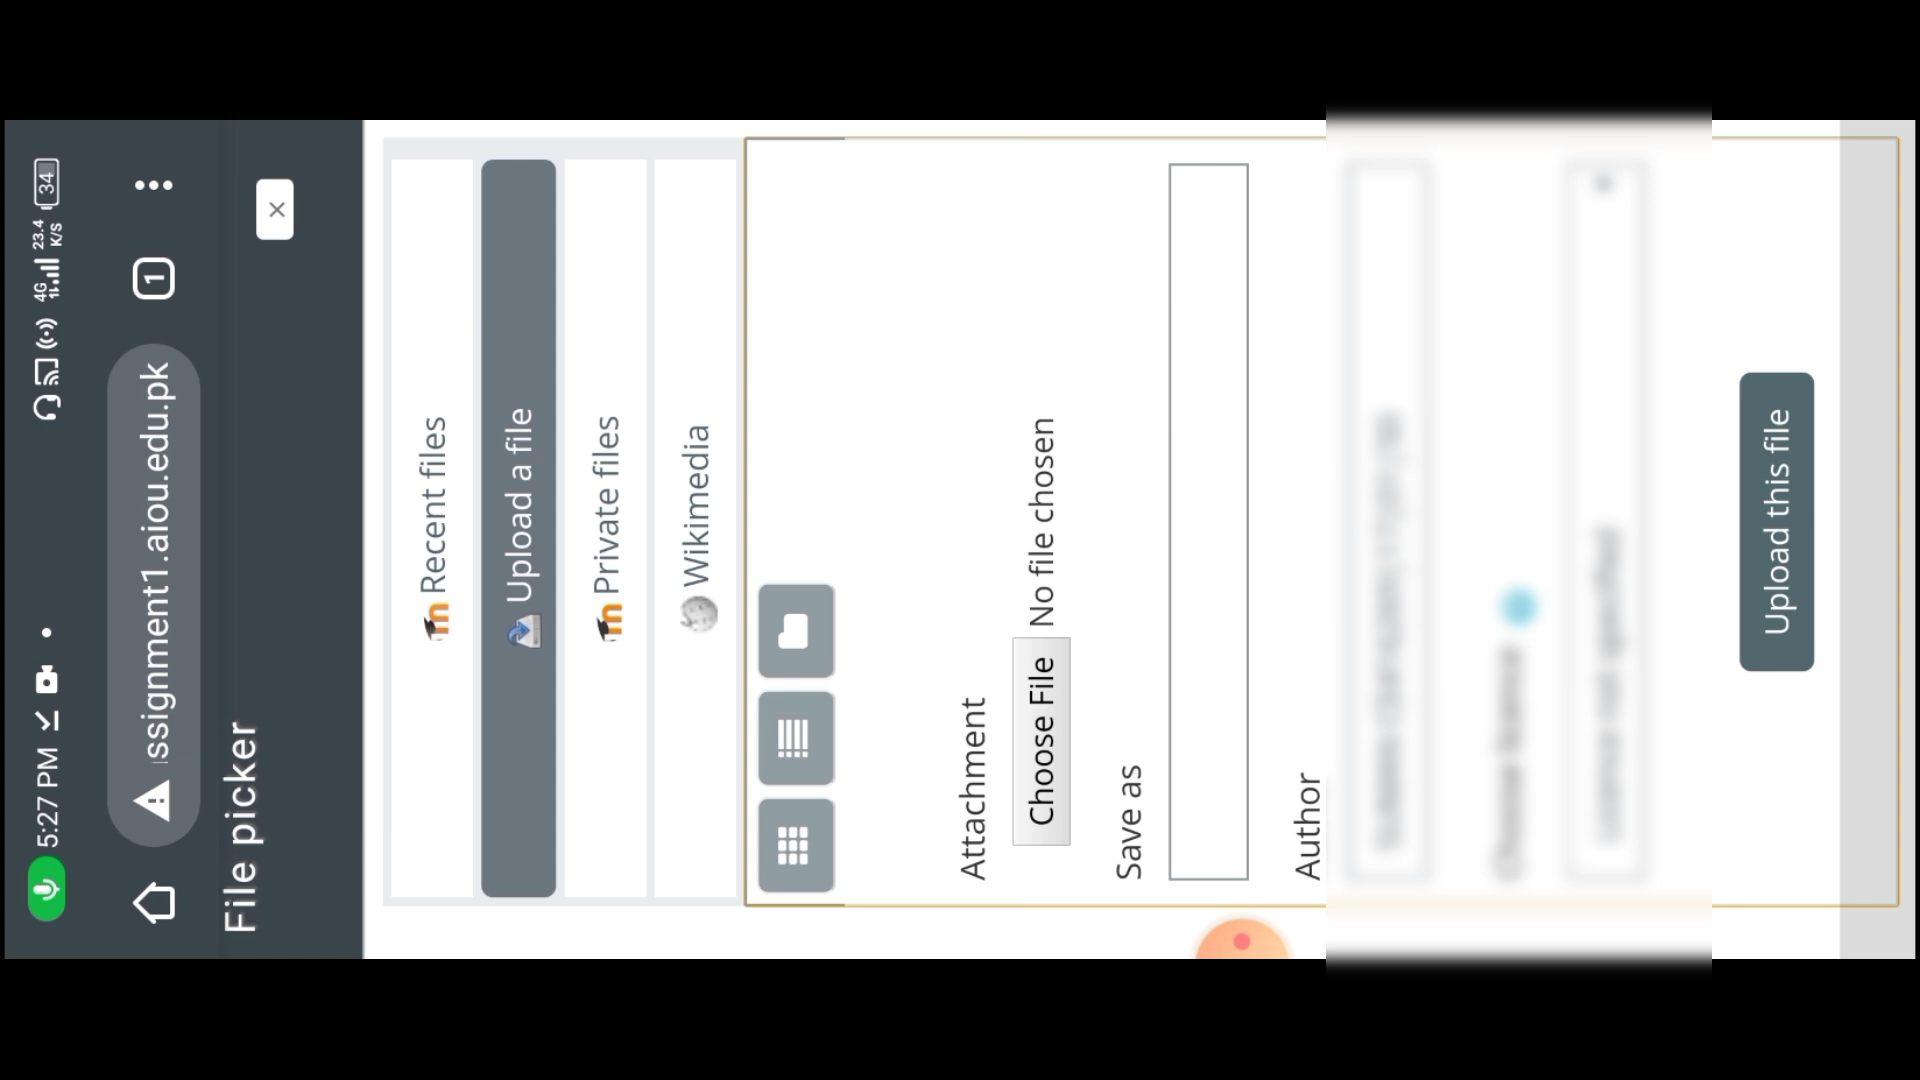 5:27 PM
4G 23.4 K/S 34
ssignment1.aiou.edu.pk
1
File picker
×
Recent files
Upload a file
Private files
Wikimedia
Attachment
Choose File No file chosen
Save as
Author
Upload this file